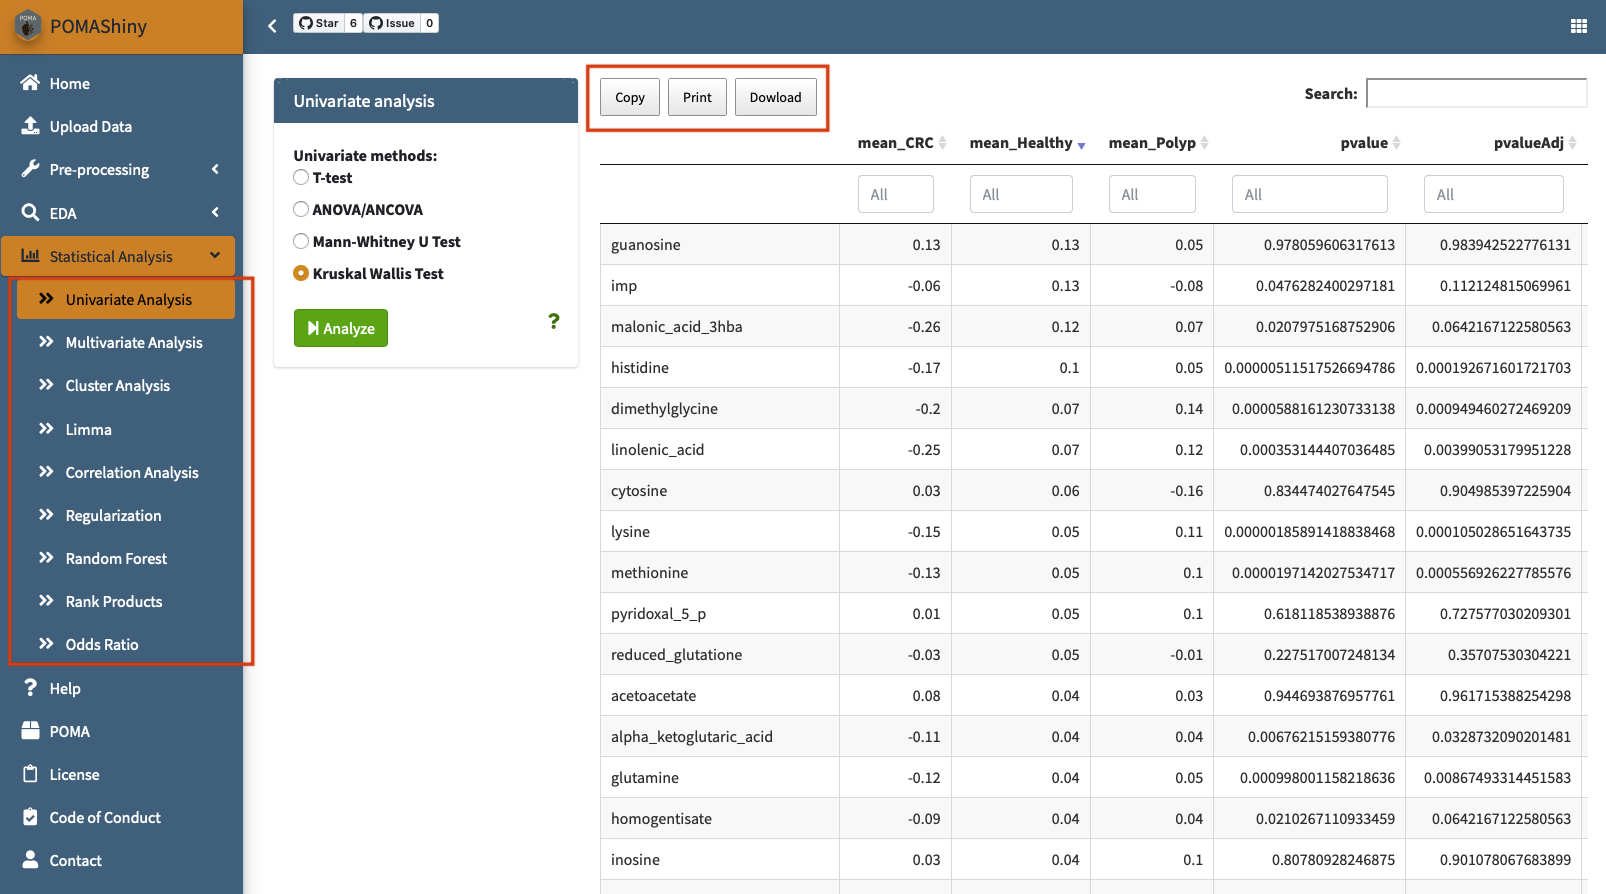 POMA
POMAShiny
Star 6 Issue 0
Home
Upload Data
Pre-processing
EDA
Statistical Analysis
Univariate Analysis
Multivariate Analysis
Cluster Analysis
Limma
Correlation Analysis
Regularization
Random Forest
Rank Products
Odds Ratio
Help
POMA
License
Code of Conduct
Contact
Univariate analysis
Univariate methods:
T-test
ANOVA/ANCOVA
Mann-Whitney U Test
Kruskal Wallis Test
Analyze ?
Copy Print Dowload
Search:
mean_CRC mean_Healthy mean_Polyp pvalue pvalueAdj
All All All All All
guanosine 0.13 0.13 0.05 0.978059606317613 0.983942522776131
imp -0.06 0.13 -0.08 0.0476282400297181 0.112124815069961
malonic_acid_3hba -0.26 0.12 0.07 0.0207975168752906 0.0642167122580563
histidine -0.17 0.1 0.05 0.00000511517526694786 0.000192671601721703
dimethylglycine -0.2 0.07 0.14 0.0000588161230733138 0.000949460272469209
linolenic_acid -0.25 0.07 0.12 0.000353144407036485 0.00399053179951228
cytosine 0.03 0.06 -0.16 0.834474027647545 0.904985397225904
lysine -0.15 0.05 0.11 0.00000185891418838468 0.000105028651643735
methionine -0.13 0.05 0.1 0.0000197142027534717 0.000556926227785576
pyridoxal_5_p 0.01 0.05 0.1 0.618118538938876 0.727577030209301
reduced_glutatione -0.03 0.05 -0.01 0.227517007248134 0.35707530304221
acetoacetate 0.08 0.04 0.03 0.944693876957761 0.961715388254298
alpha_ketoglutaric_acid -0.11 0.04 0.04 0.00676215159380776 0.0328732090201481
glutamine -0.12 0.04 0.05 0.000998001158218636 0.00867493314451583
homogentisate -0.09 0.04 0.04 0.0210267110933459 0.0642167122580563
inosine 0.03 0.04 0.1 0.80780928246875 0.901078067683899